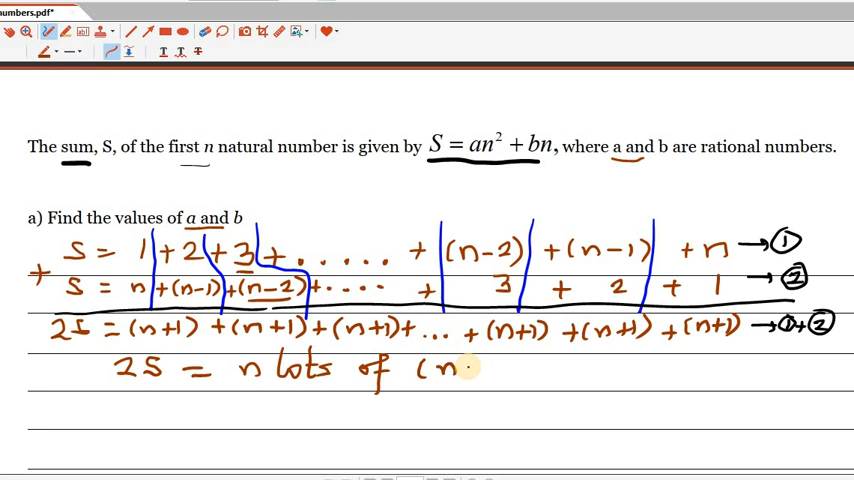 numbers.pdf*
The sum, S, of the first n natural number is given by S = an² + bn, where a and b are rational numbers.
a) Find the values of a and b
S = 1 + 2 + 3 + . . . . . + (n-2) + (n-1) + n → ①
+ S = n + (n-1) + (n-2) + . . . . + 3 + 2 + 1 → ②
2S = (n+1) + (n+1) + (n+1) + ... + (n+1) + (n+1) + (n+1) → ①+②
2S = n lots of (n